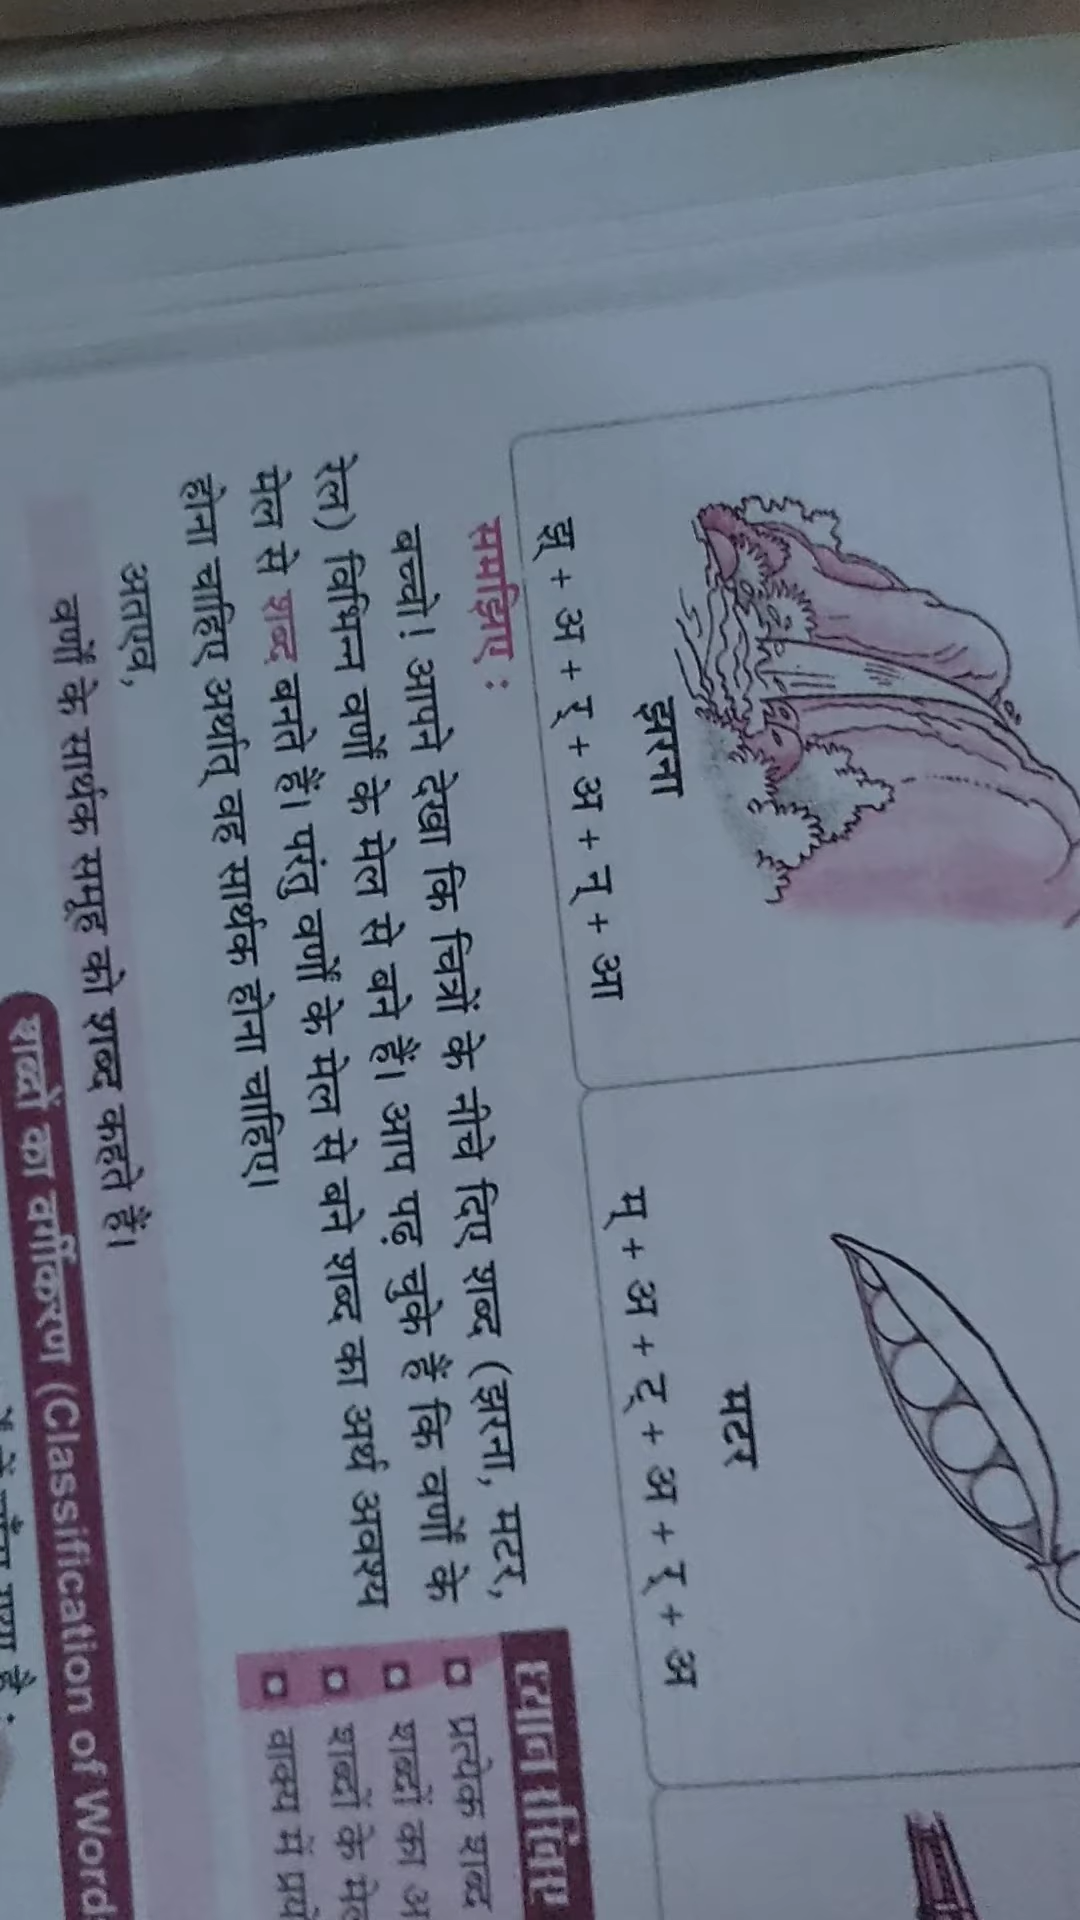 झरना
झ् + अ + र् + अ + न् + आ
मटर
म् + अ + ट् + अ + र् + अ
समझिए :
बच्चो! आपने देखा कि चित्रों के नीचे दिए शब्द (झरना, मटर,
रेल) विभिन्न वर्णों के मेल से बने हैं। आप पढ़ चुके हैं कि वर्णों के
मेल से शब्द बनते हैं। परंतु वर्णों के मेल से बने शब्द का अर्थ अवश्य
होना चाहिए अर्थात् वह सार्थक होना चाहिए।
अतएव,
वर्णों के सार्थक समूह को शब्द कहते हैं।
ध्यान
प्रत्येक शब्द
शब्दों का अ
शब्दों के
वाक्य में
शब्दों का वर्गीकरण (Classification of Word
गया है :